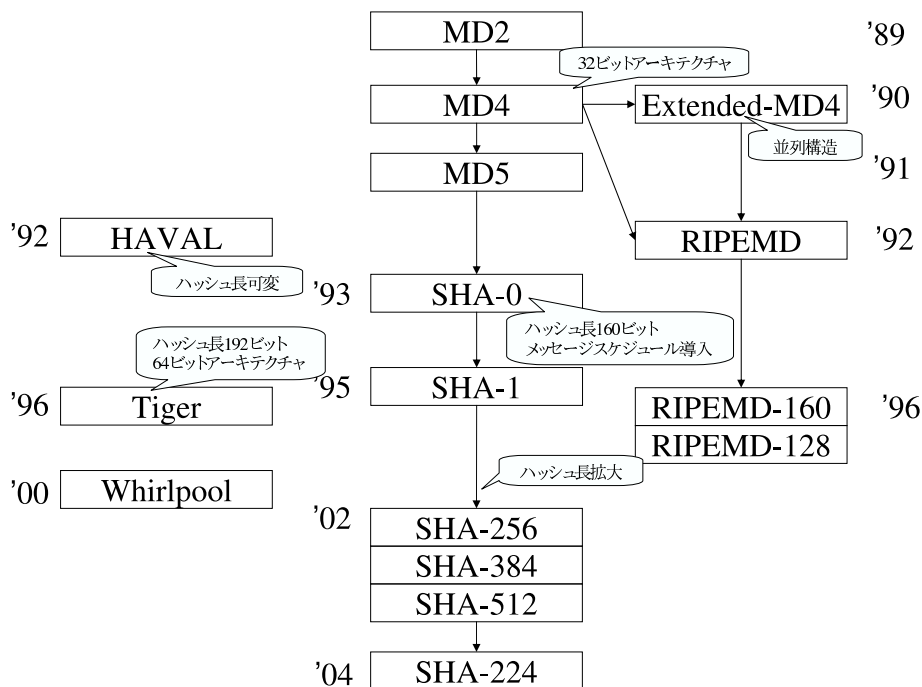 MD2
'89
32ビットアーキテクチャ
MD4
Extended-MD4
'90
並列構造
MD5
'91
'92
HAVAL
RIPEMD
'92
ハッシュ長可変
'93
SHA-0
ハッシュ長160ビット
メッセージスケジュール導入
ハッシュ長192ビット
64ビットアーキテクチャ
'95
SHA-1
'96
Tiger
RIPEMD-160
'96
RIPEMD-128
ハッシュ長拡大
'00
Whirlpool
'02
SHA-256
SHA-384
SHA-512
'04
SHA-224